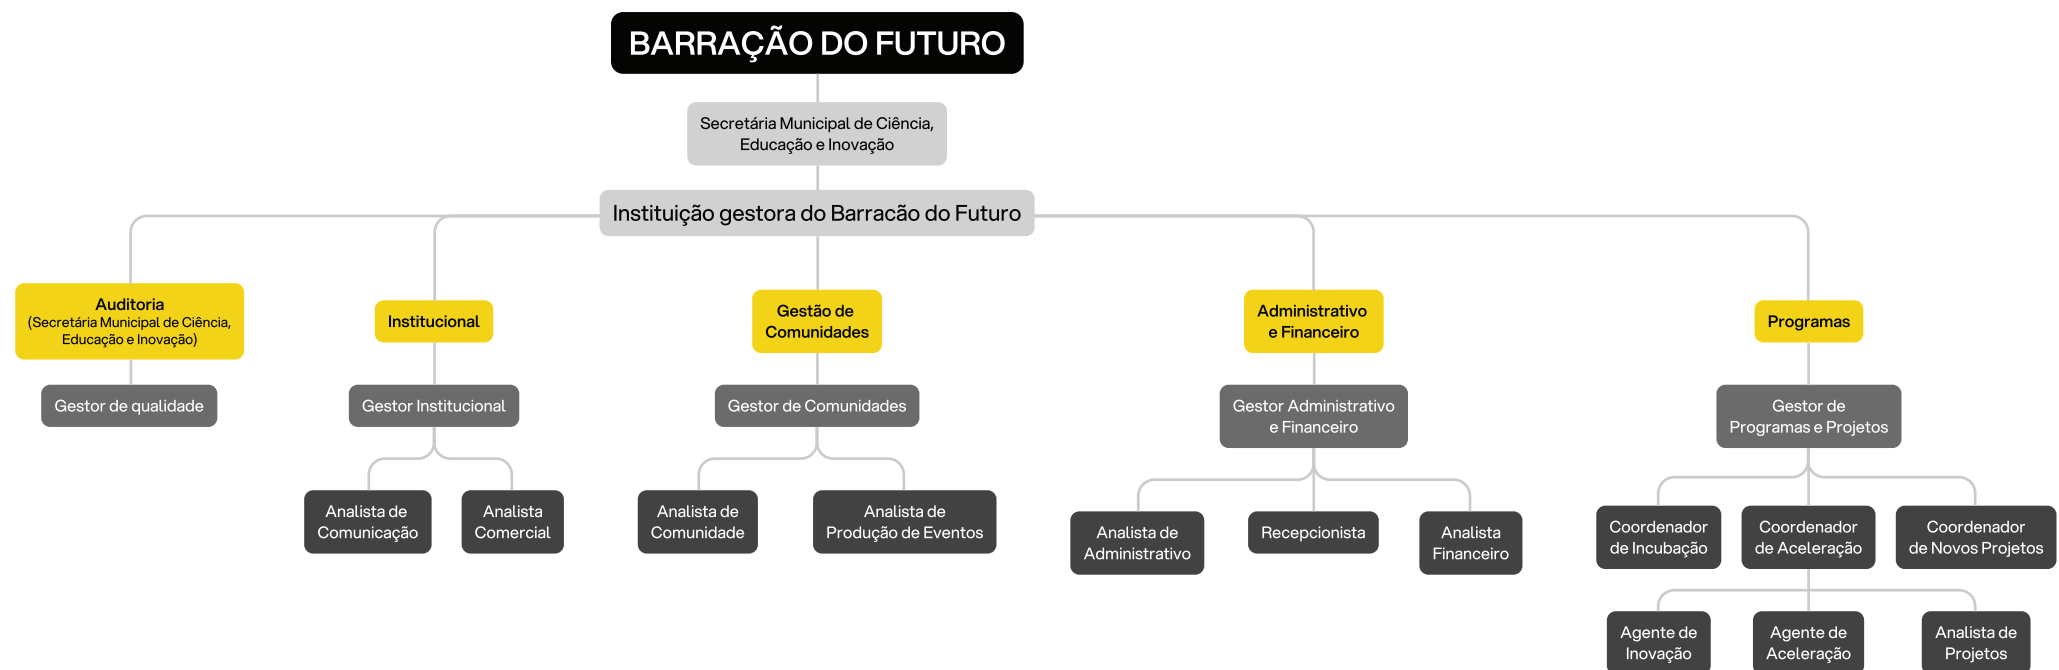 BARRAÇÃO DO FUTURO
Secretária Municipal de Ciência,
Educação e Inovação
Instituição gestora do Barracão do Futuro
Auditoria
(Secretária Municipal de Ciência,
Educação e Inovação)
Institucional
Gestão de
Comunidades
Administrativo
e Financeiro
Programas
Gestor de qualidade
Gestor Institucional
Gestor de Comunidades
Gestor Administrativo
e Financeiro
Gestor de
Programas e Projetos
Analista de
Comunicação
Analista
Comercial
Analista de
Comunidade
Analista de
Produção de Eventos
Analista de
Administrativo
Recepcionista
Analista
Financeiro
Coordenador
de Incubação
Coordenador
de Aceleração
Coordenador
de Novos Projetos
Agente de
Inovação
Agente de
Aceleração
Analista de
Projetos